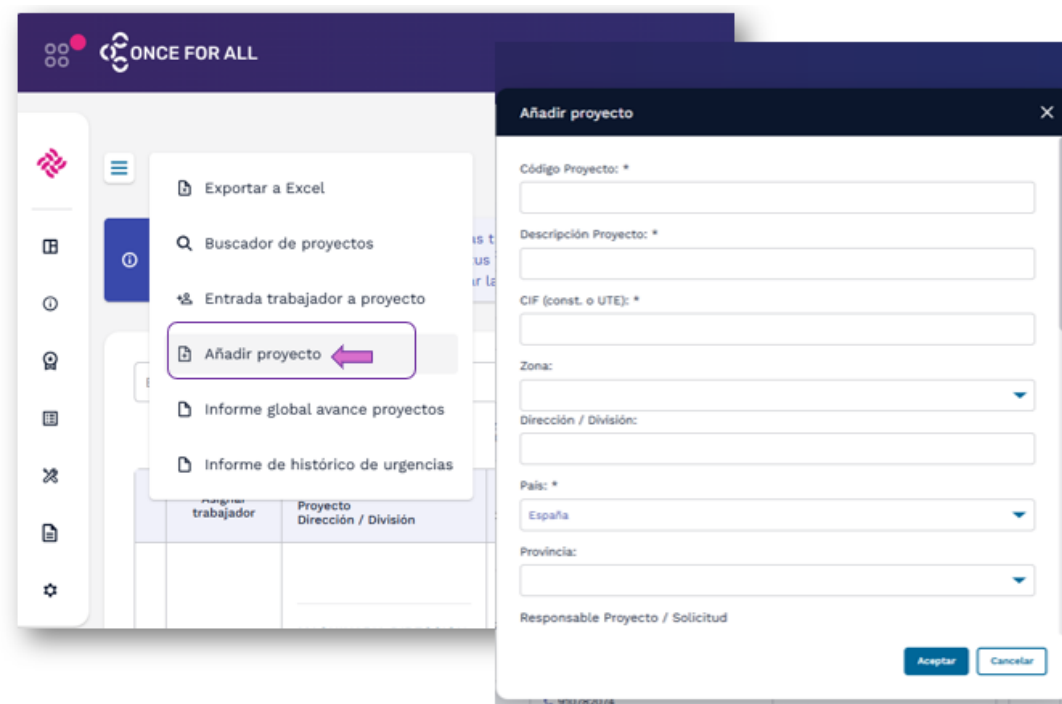 ONCE FOR ALL
Exportar a Excel
Buscador de proyectos
Entrada trabajador a proyecto
Añadir proyecto
Informe global avance proyectos
Informe de histórico de urgencias
trabajador
Proyecto
Dirección / División
Añadir proyecto
Código Proyecto: *
Descripción Proyecto: *
CIF (const. o UTE): *
Zona:
Dirección / División:
País: *
España
Provincia:
Responsable Proyecto / Solicitud
Aceptar
Cancelar